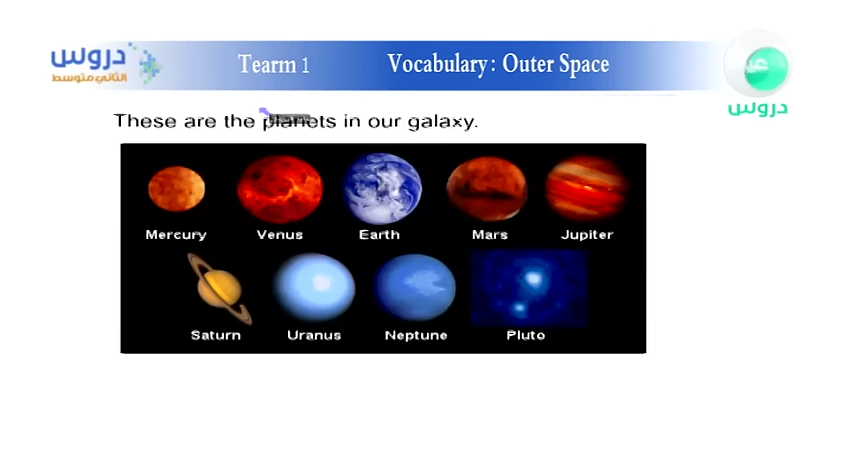 دروس
الثاني متوسط
Tearm 1
Vocabulary: Outer Space
عين
دروس
These are the planets in our galaxy.
Mercury
Venus
Earth
Mars
Jupiter
Saturn
Uranus
Neptune
Pluto